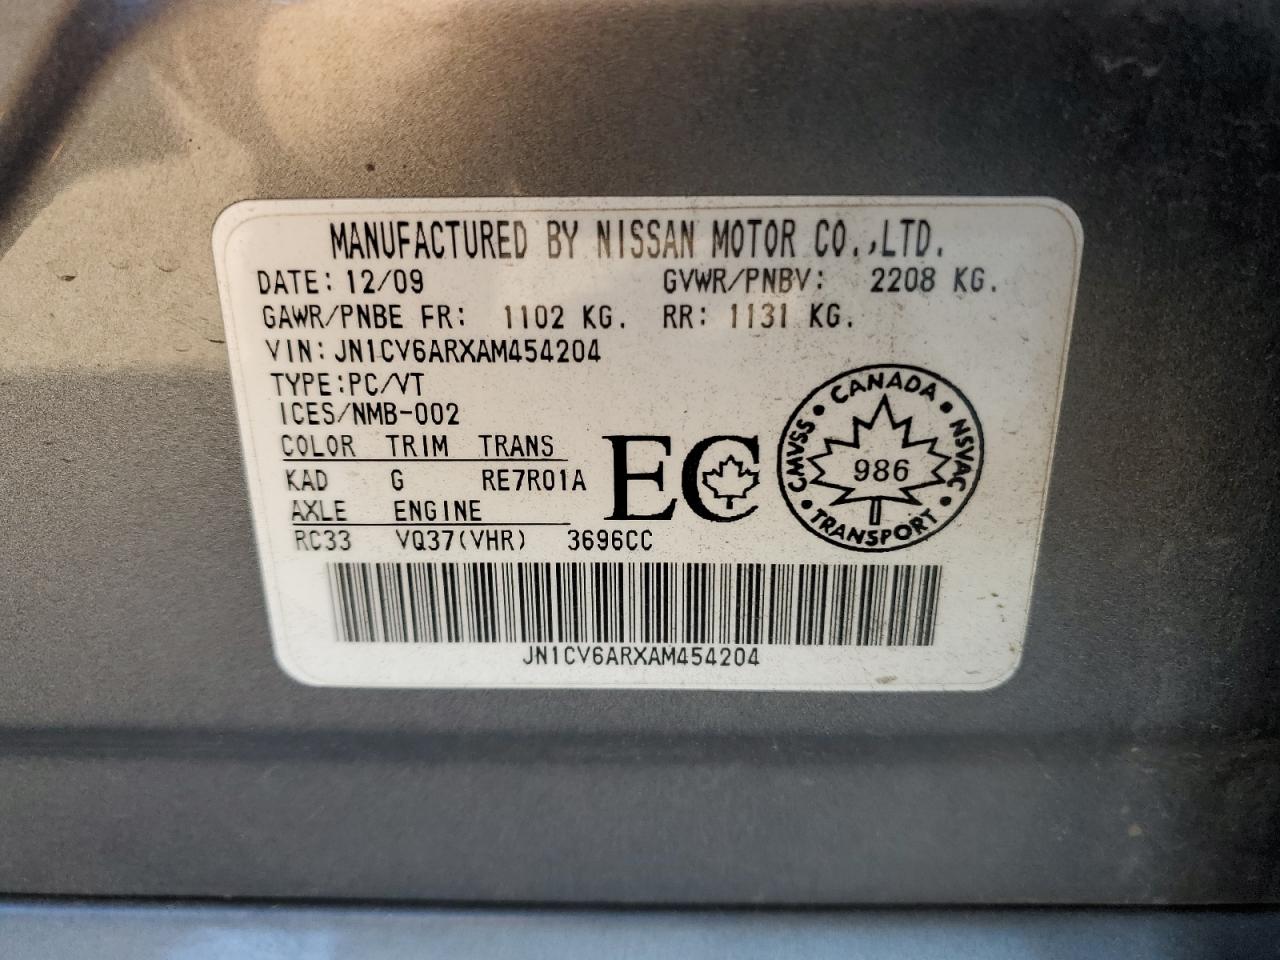 MANUFACTURED BY NISSAN MOTOR CO.,LTD.
DATE: 12/09 GVWR/PNBV: 2208 KG.
GAWR/PNBE FR: 1102 KG. RR: 1131 KG.
VIN: JN1CV6ARXAM454204
TYPE:PC/VT
ICES/NMB-002
COLOR TRIM TRANS
KAD G RE7R01A
AXLE ENGINE
RC33 VQ37(VHR) 3696CC
EC
CANADA
CMVSS • NSVAC
986
TRANSPORT
JN1CV6ARXAM454204